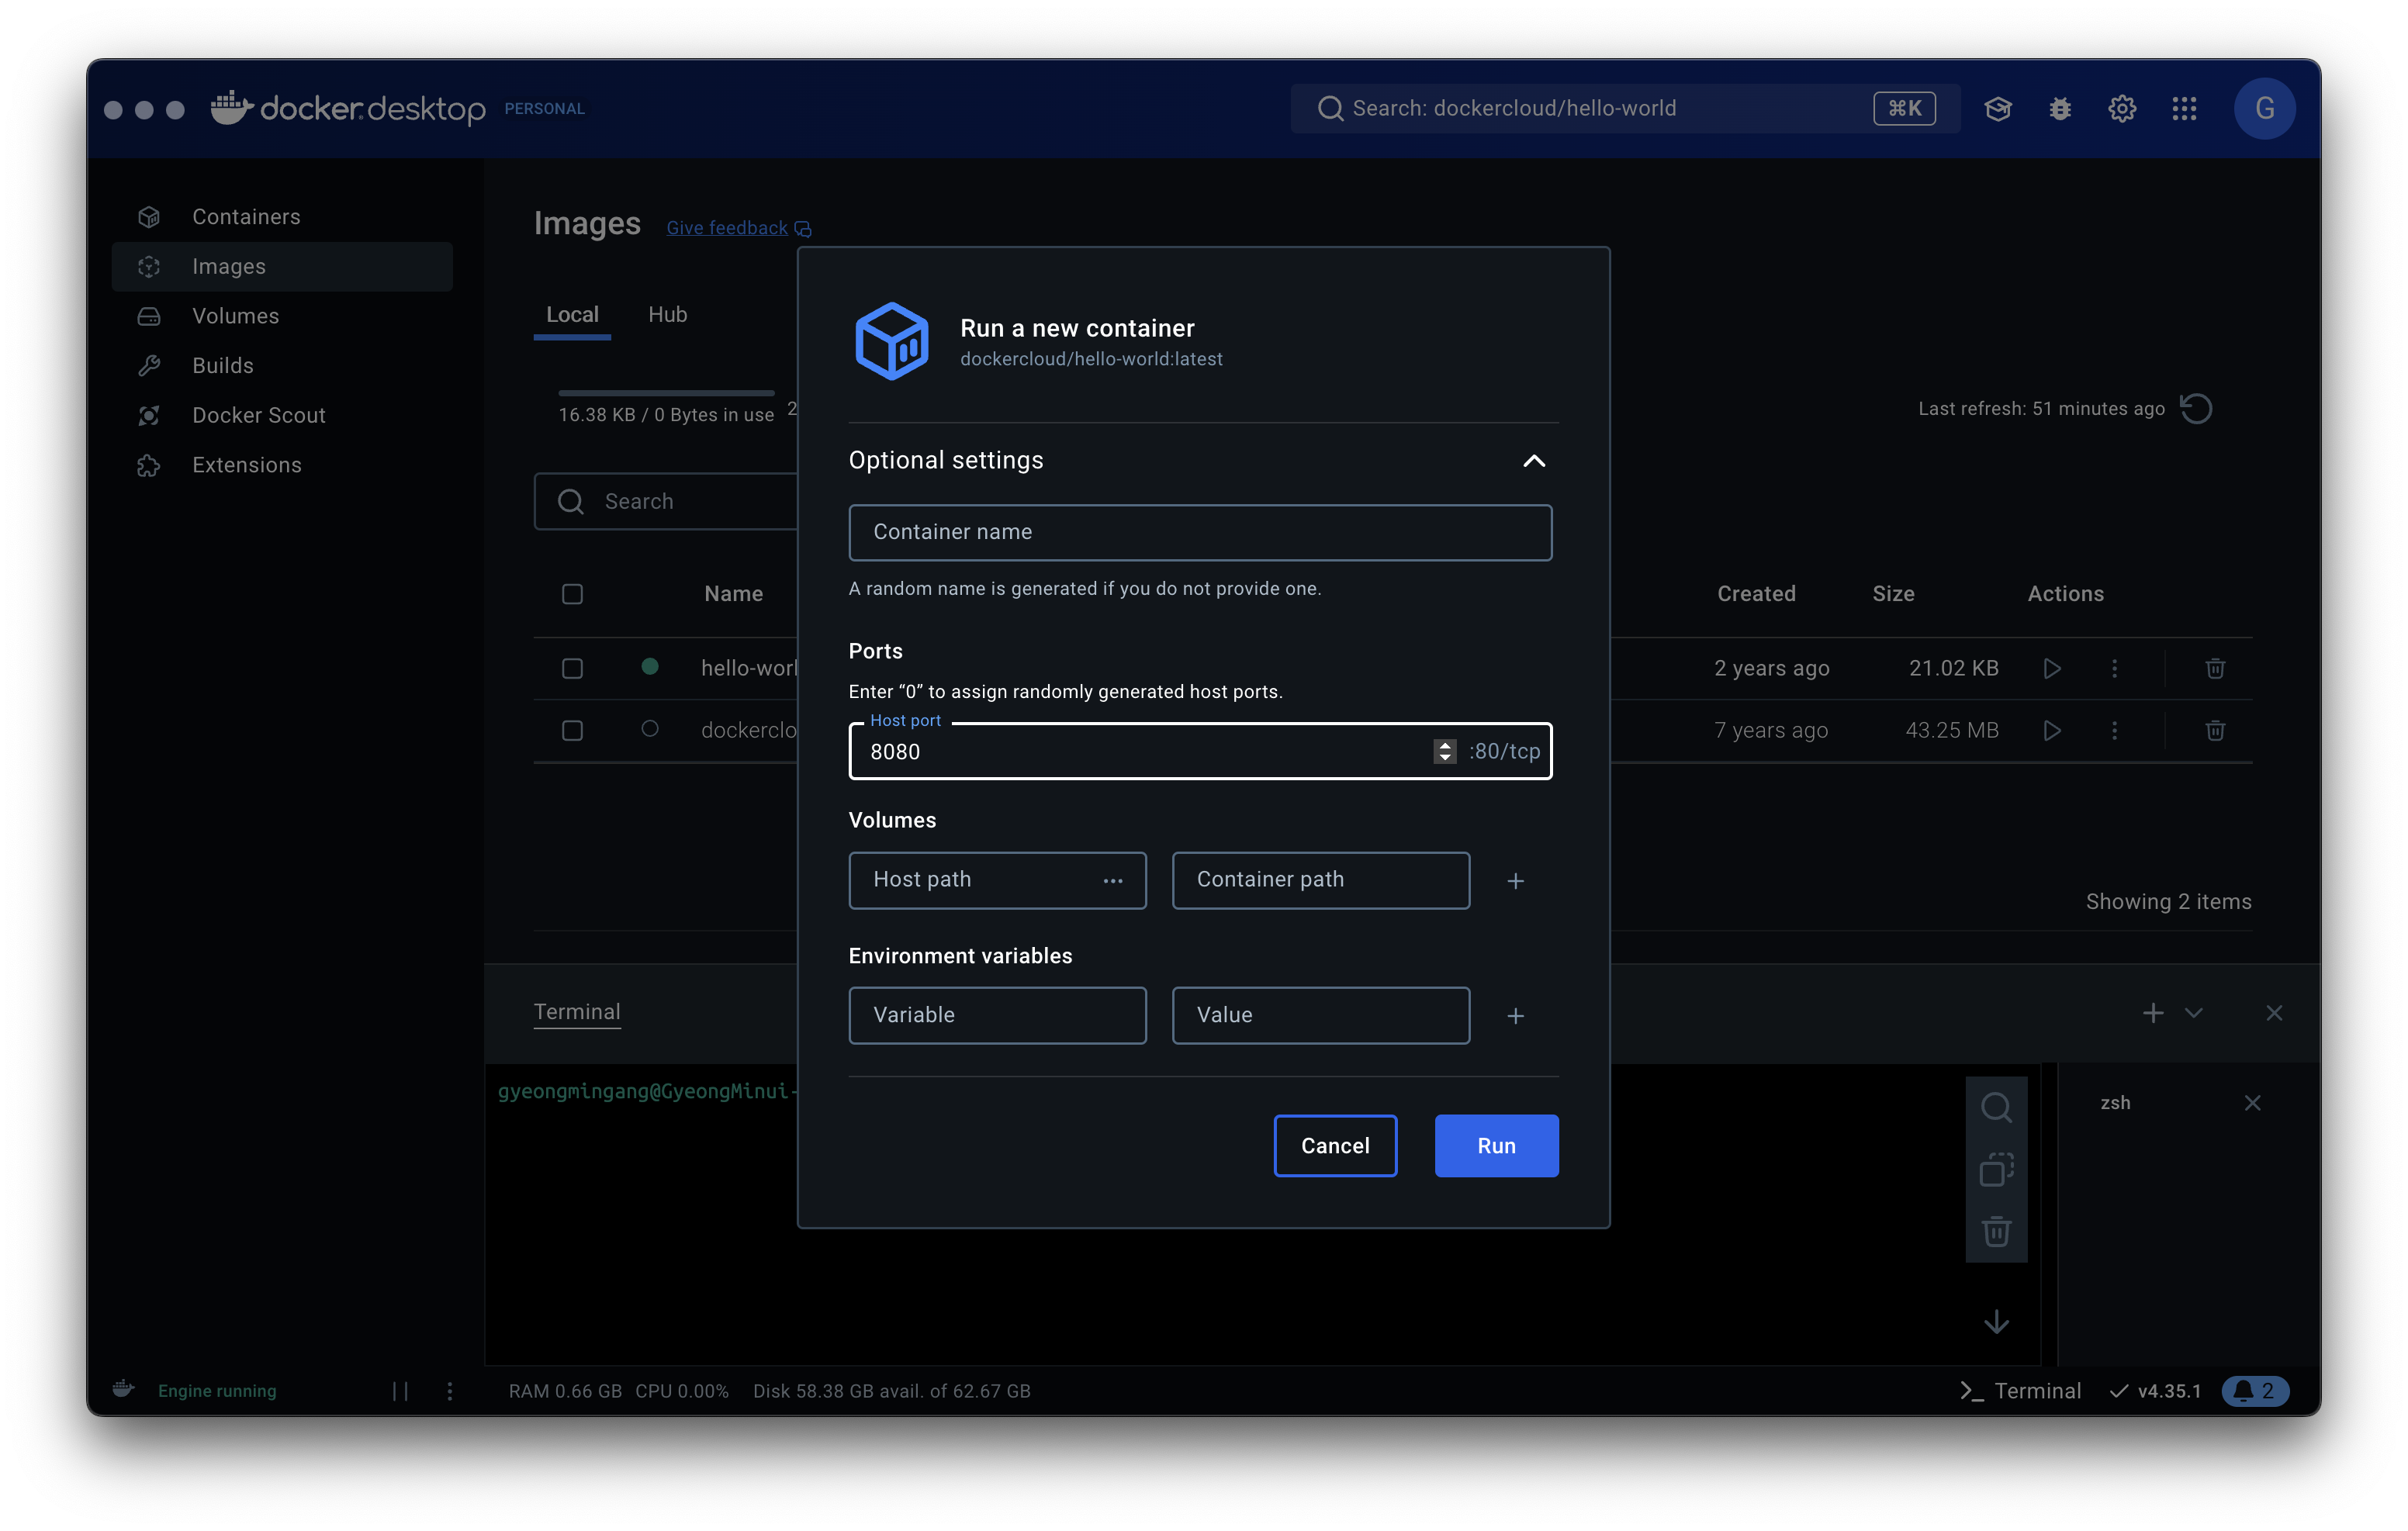 docker.desktop PERSONAL
Search: dockercloud/hello-world
⌘K
G
Containers
Images
Volumes
Builds
Docker Scout
Extensions
Images
Give feedback
Local
Hub
16.38 KB / 0 Bytes in use
2
Last refresh: 51 minutes ago
Search
Name
Created
Size
Actions
hello-worl
2 years ago
21.02 KB
dockerclo
7 years ago
43.25 MB
Showing 2 items
Run a new container
dockercloud/hello-world:latest
Optional settings
Container name
A random name is generated if you do not provide one.
Ports
Enter “0” to assign randomly generated host ports.
Host port
8080
:80/tcp
Volumes
Host path
...
Container path
+
Environment variables
Variable
Value
+
Cancel
Run
Terminal
gyeongmingang@GyeongMinui-
zsh
Engine running
RAM 0.66 GB CPU 0.00% Disk 58.38 GB avail. of 62.67 GB
>_ Terminal
v4.35.1
2